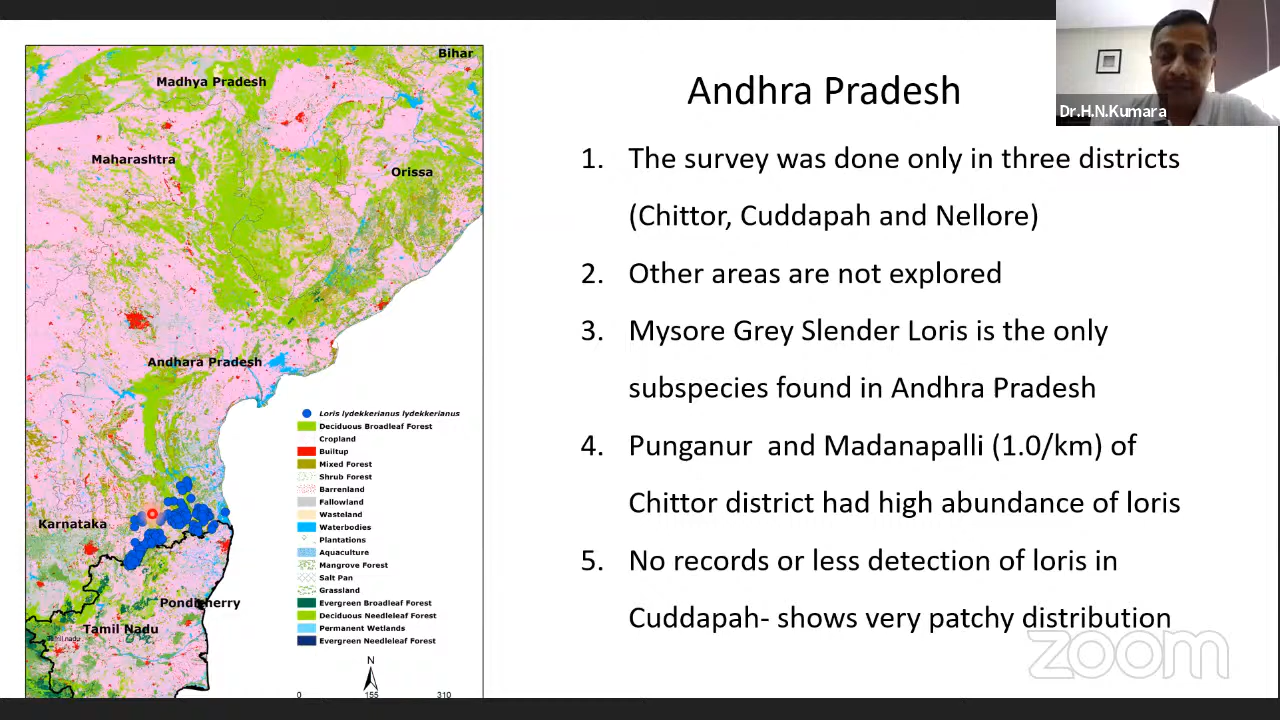 Andhra Pradesh
1. The survey was done only in three districts
(Chittor, Cuddapah and Nellore)
2. Other areas are not explored
3. Mysore Grey Slender Loris is the only
subspecies found in Andhra Pradesh
4. Punganur and Madanapalli (1.0/km) of
Chittor district had high abundance of loris
5. No records or less detection of loris in
Cuddapah- shows very patchy distribution
Dr.H.N.Kumara
zoom
Bihar
Madhya Pradesh
Maharashtra
Orissa
Andhara Pradesh
Karnataka
Pondicherry
Tamil Nadu
Tamil nadu
Loris lydekkerianus lydekkerianus
Deciduous Broadleaf Forest
Cropland
Builtup
Mixed Forest
Shrub Forest
Barrenland
Fallowland
Wasteland
Waterbodies
Plantations
Aquaculture
Mangrove Forest
Salt Pan
Grassland
Evergreen Broadleaf Forest
Deciduous Needleleaf Forest
Permanent Wetlands
Evergreen Needleleaf Forest
N
0 155 310